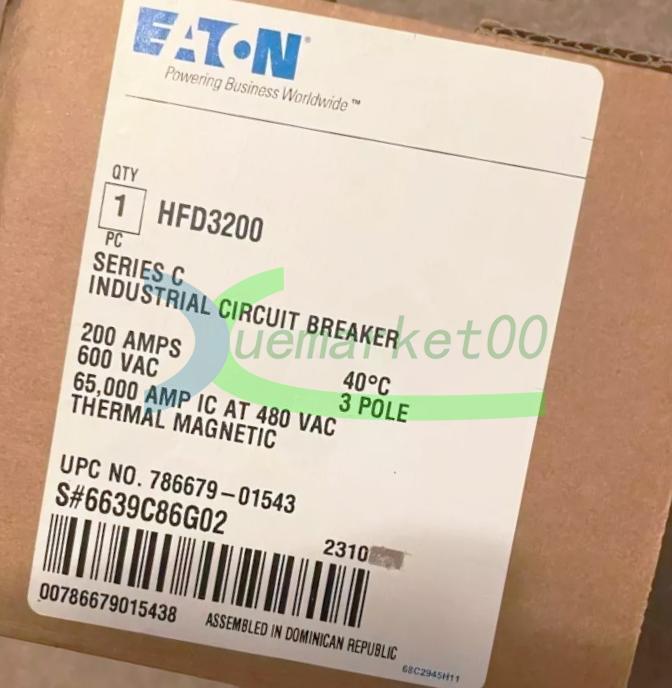 EATON
Powering Business Worldwide™
QTY
1
PC
HFD3200
SERIES C
INDUSTRIAL CIRCUIT BREAKER
200 AMPS
600 VAC
40°C
65,000 AMP IC AT 480 VAC
3 POLE
THERMAL MAGNETIC
UPC NO. 786679-01543
S#6639C86G02
2310
00786679015438
ASSEMBLED IN DOMINICAN REPUBLIC
68C2945H11
uemarket00